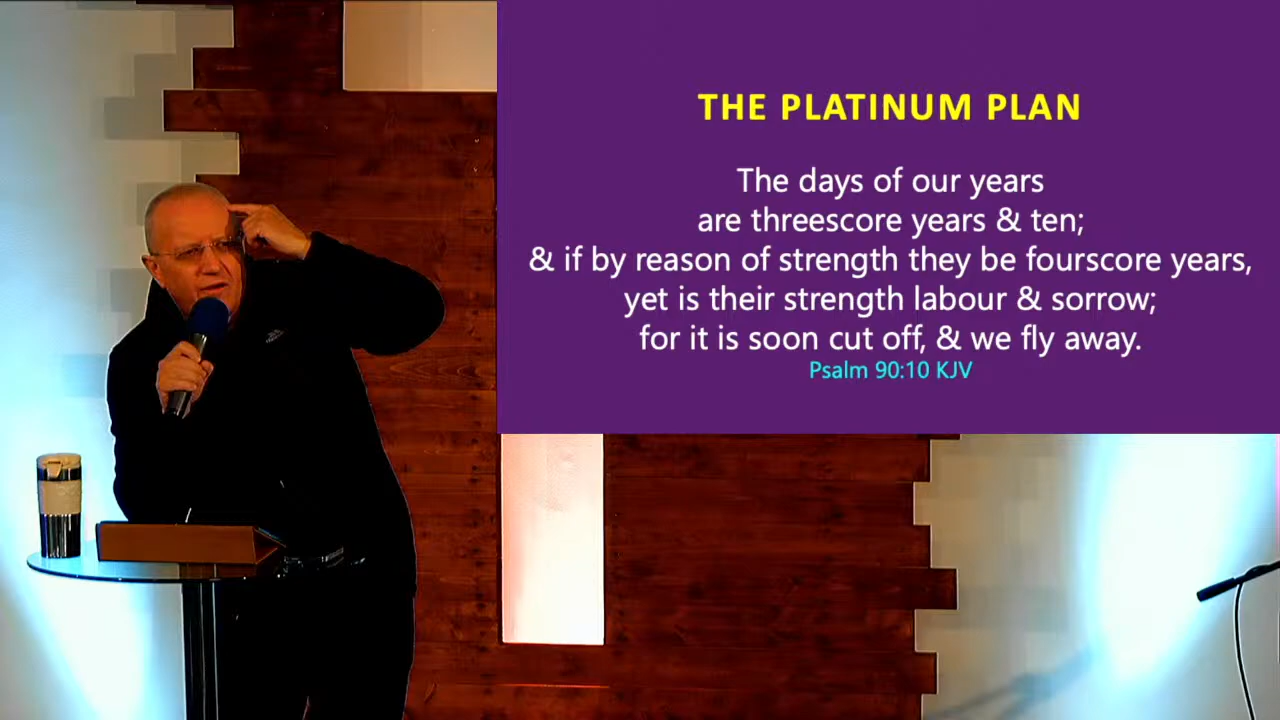 THE PLATINUM PLAN
The days of our years
are threescore years & ten;
& if by reason of strength they be fourscore years,
yet is their strength labour & sorrow;
for it is soon cut off, & we fly away.
Psalm 90:10 KJV